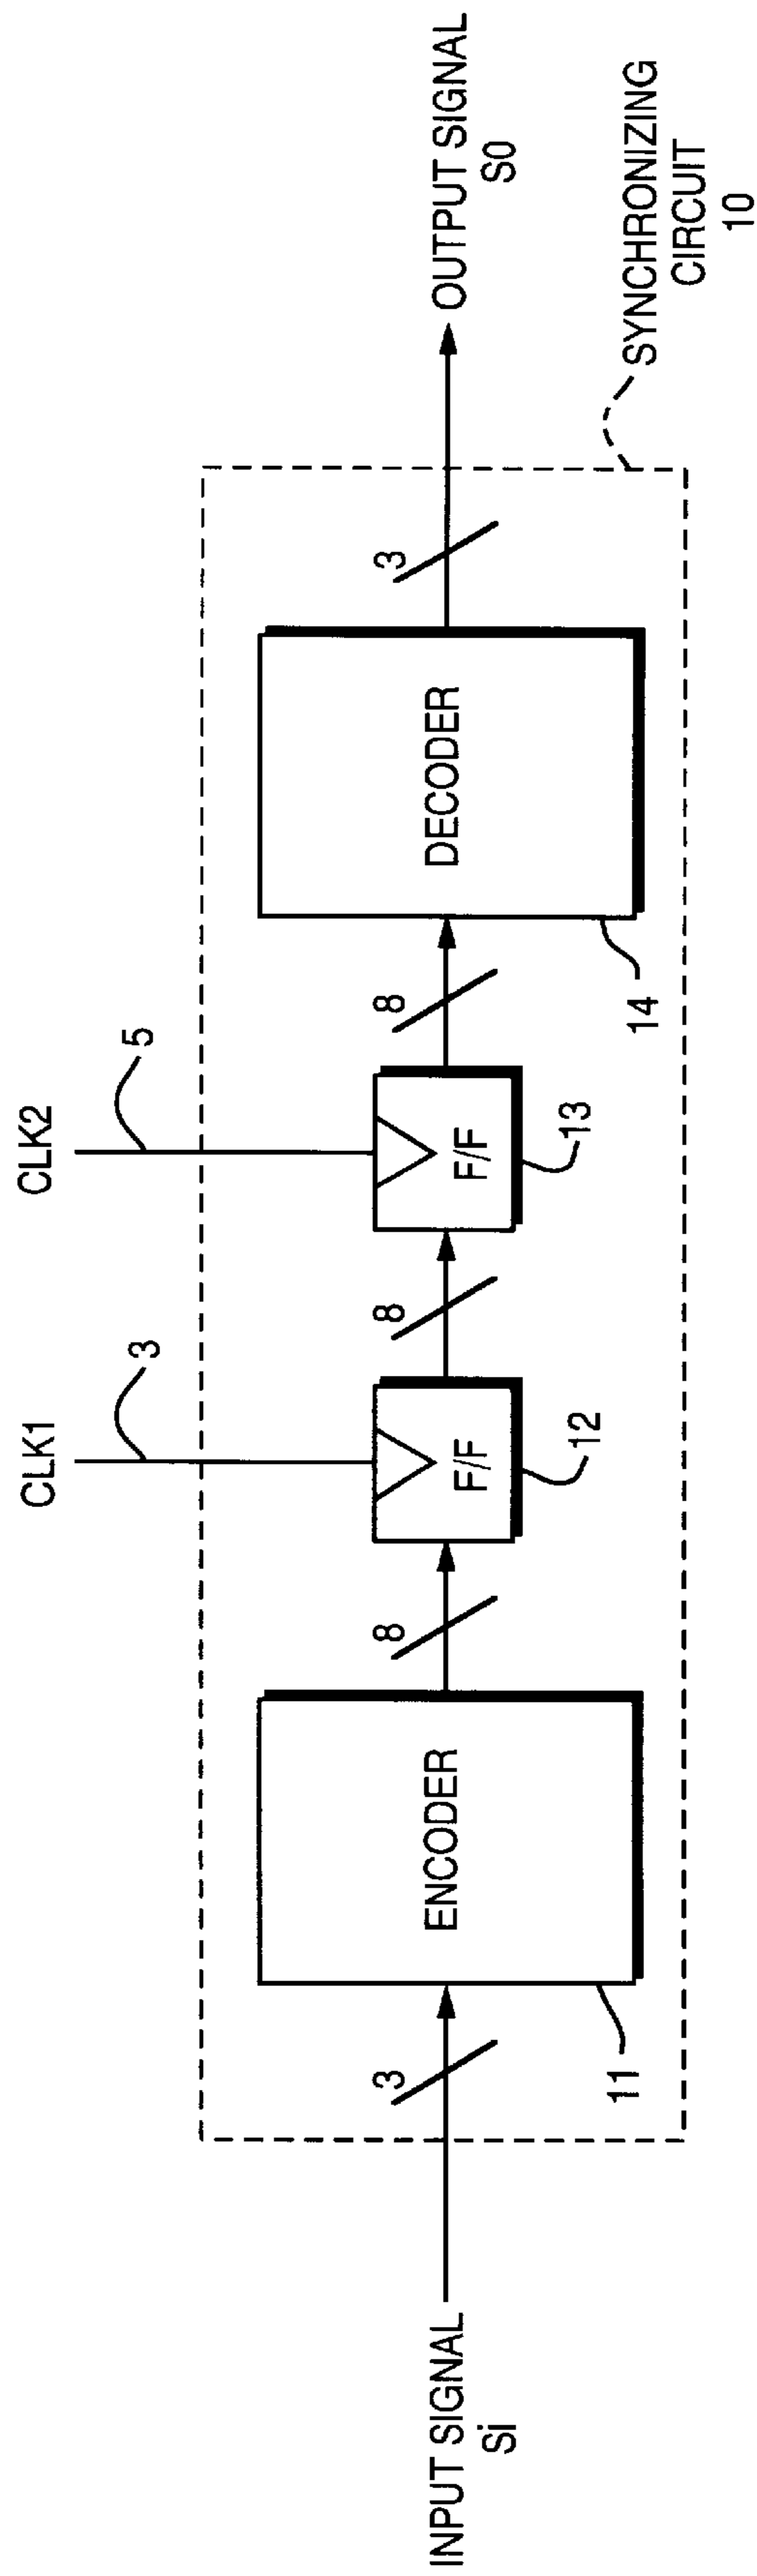 CLK1
CLK2
3
5
INPUT SIGNAL
Si
3
ENCODER
11
8
F/F
12
8
F/F
13
8
DECODER
14
3
OUTPUT SIGNAL
S0
SYNCHRONIZING
CIRCUIT
10